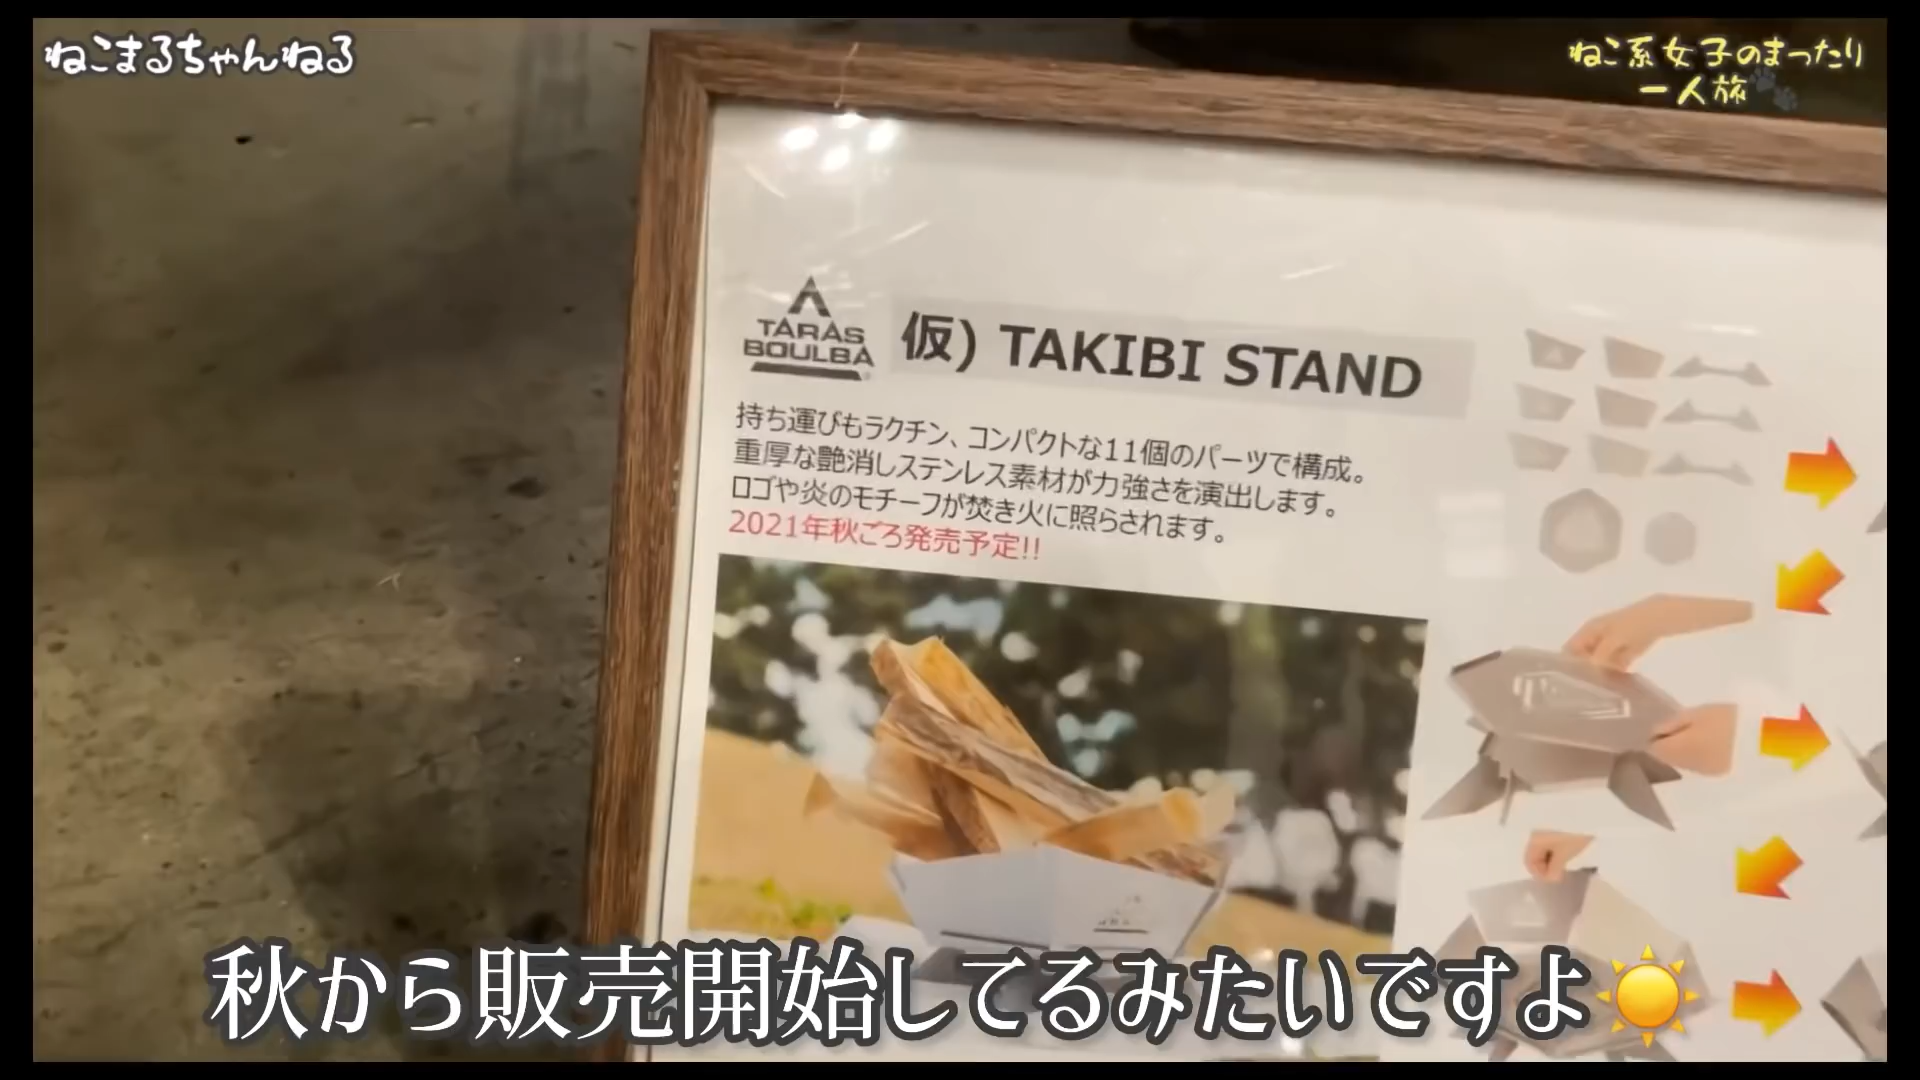 ねこまるちゃんねる
ねこ系女子のまったり
一人旅
TARAS
BOULBA
仮) TAKIBI STAND
持ち運びもラクチン、コンパクトな11個のパーツで構成。
重厚な艶消しステンレス素材が力強さを演出します。
ロゴや炎のモチーフが焚き火に照らされます。
2021年秋ごろ発売予定!!
秋から販売開始してるみたいですよ☀️